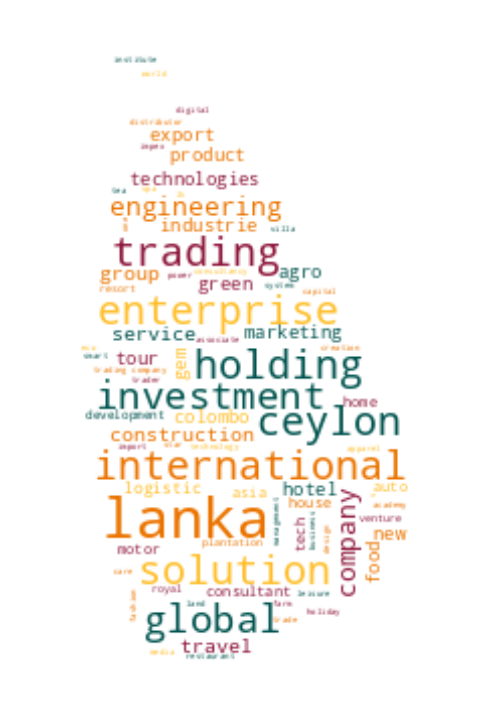 institute
world
digital
distributor
export
impex
product
technologies
tea
engineering
industrie
villa
trading
group power consultancy agro
green system
resort capital
enterprise
service marketing
associate
eco creation
smart tour gem holding
trading company
trader
investment home
development colombo ceylon
construction
import star technology apparel
international
logistic asia hotel auto
lanka management tech business house design company academy
venture
new
motor plantation food
care solution
royal consultant leisure
fashion land farm
global holiday
trade
travel
media restaurant